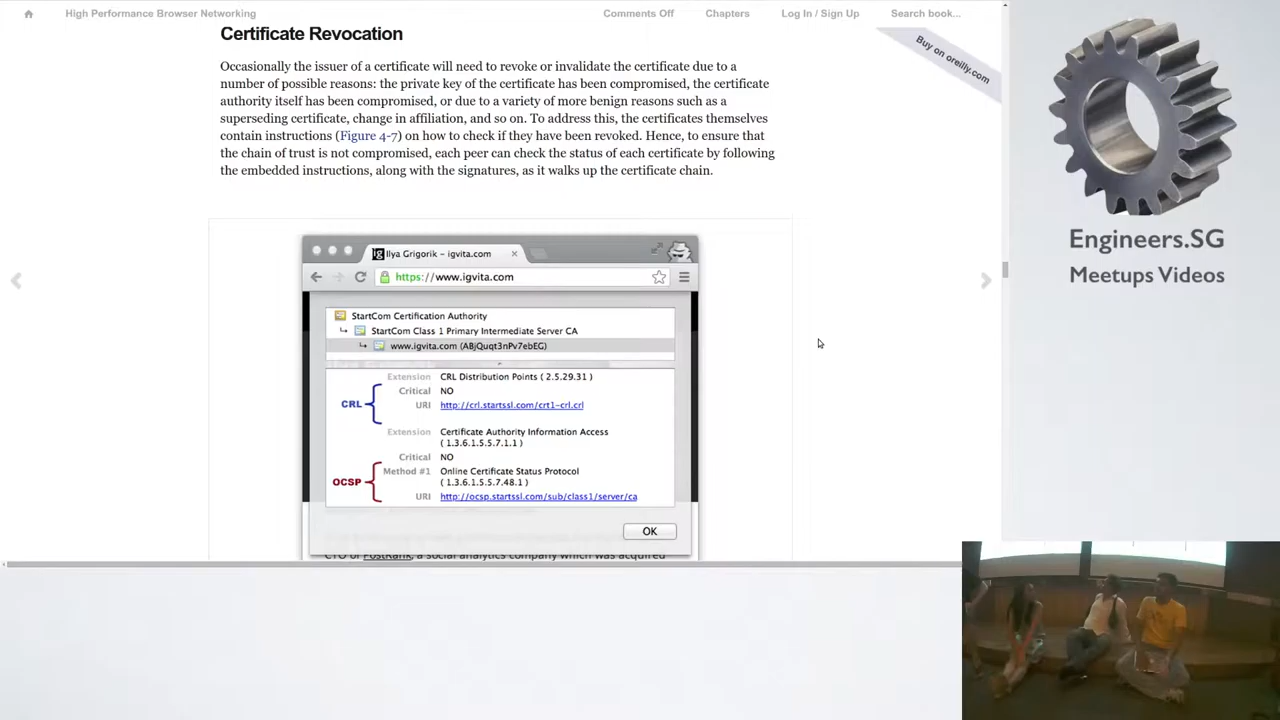 High Performance Browser Networking
Comments Off
Chapters
Log In / Sign Up
Search book...
Buy on oreilly.com
Certificate Revocation
Occasionally the issuer of a certificate will need to revoke or invalidate the certificate due to a
number of possible reasons: the private key of the certificate has been compromised, the certificate
authority itself has been compromised, or due to a variety of more benign reasons such as a
superseding certificate, change in affiliation, and so on. To address this, the certificates themselves
contain instructions (Figure 4-7) on how to check if they have been revoked. Hence, to ensure that
the chain of trust is not compromised, each peer can check the status of each certificate by following
the embedded instructions, along with the signatures, as it walks up the certificate chain.
Ilya Grigorik – igvita.com
https://www.igvita.com
StartCom Certification Authority
StartCom Class 1 Primary Intermediate Server CA
www.igvita.com (ABjQuqt3nPv7ebEG)
Extension CRL Distribution Points ( 2.5.29.31 )
Critical NO
CRL
URI http://crl.startssl.com/crt1-crl.crl
Extension Certificate Authority Information Access
( 1.3.6.1.5.5.7.1.1 )
Critical NO
Method #1 Online Certificate Status Protocol
( 1.3.6.1.5.5.7.48.1 )
OCSP
URI http://ocsp.startssl.com/sub/class1/server/ca
OK
CTO of PostRank, a social analytics company which was acquired
Engineers.SG
Meetups Videos